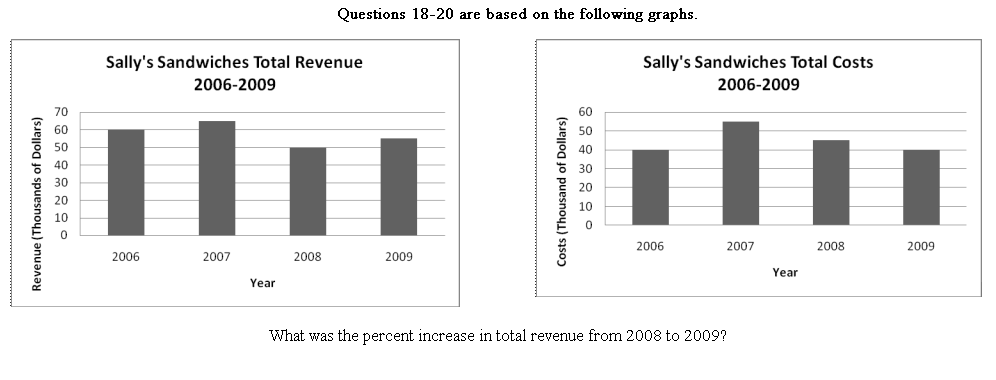 Questions 18-20 are based on the following graphs.
Sally's Sandwiches Total Revenue
2006-2009
Revenue (Thousands of Dollars)
70
60
50
40
30
20
10
0
2006 2007 2008 2009
Year
Sally's Sandwiches Total Costs
2006-2009
Costs (Thousand of Dollars)
60
50
40
30
20
10
0
2006 2007 2008 2009
Year
What was the percent increase in total revenue from 2008 to 2009?